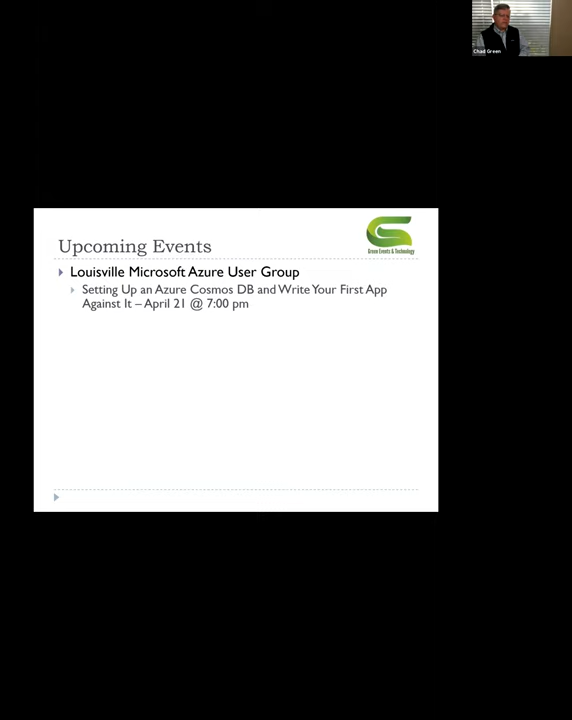 Chad Green
Upcoming Events
Green Events & Technology
Louisville Microsoft Azure User Group
Setting Up an Azure Cosmos DB and Write Your First App
Against It – April 21 @ 7:00 pm